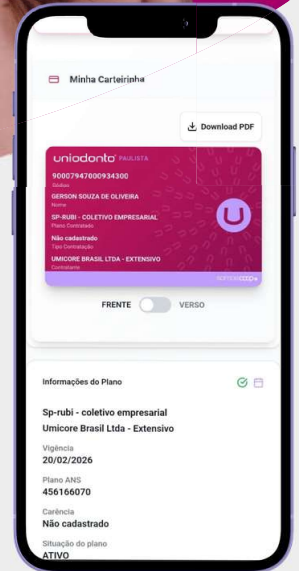 Minha Carteirinha
Download PDF
uniodonto PAULISTA
90007947000934300
Código
GERSON SOUZA DE OLIVEIRA
Nome
SP-RUBI - COLETIVO EMPRESARIAL
Plano Contratado
Não cadastrado
Tipo Contratação
UMICORE BRASIL LTDA - EXTENSIVO
Contratante
FRENTE VERSO
Informações do Plano
Sp-rubi - coletivo empresarial
Umicore Brasil Ltda - Extensivo
Vigência
20/02/2026
Plano ANS
456166070
Carência
Não cadastrado
Situação do plano
ATIVO